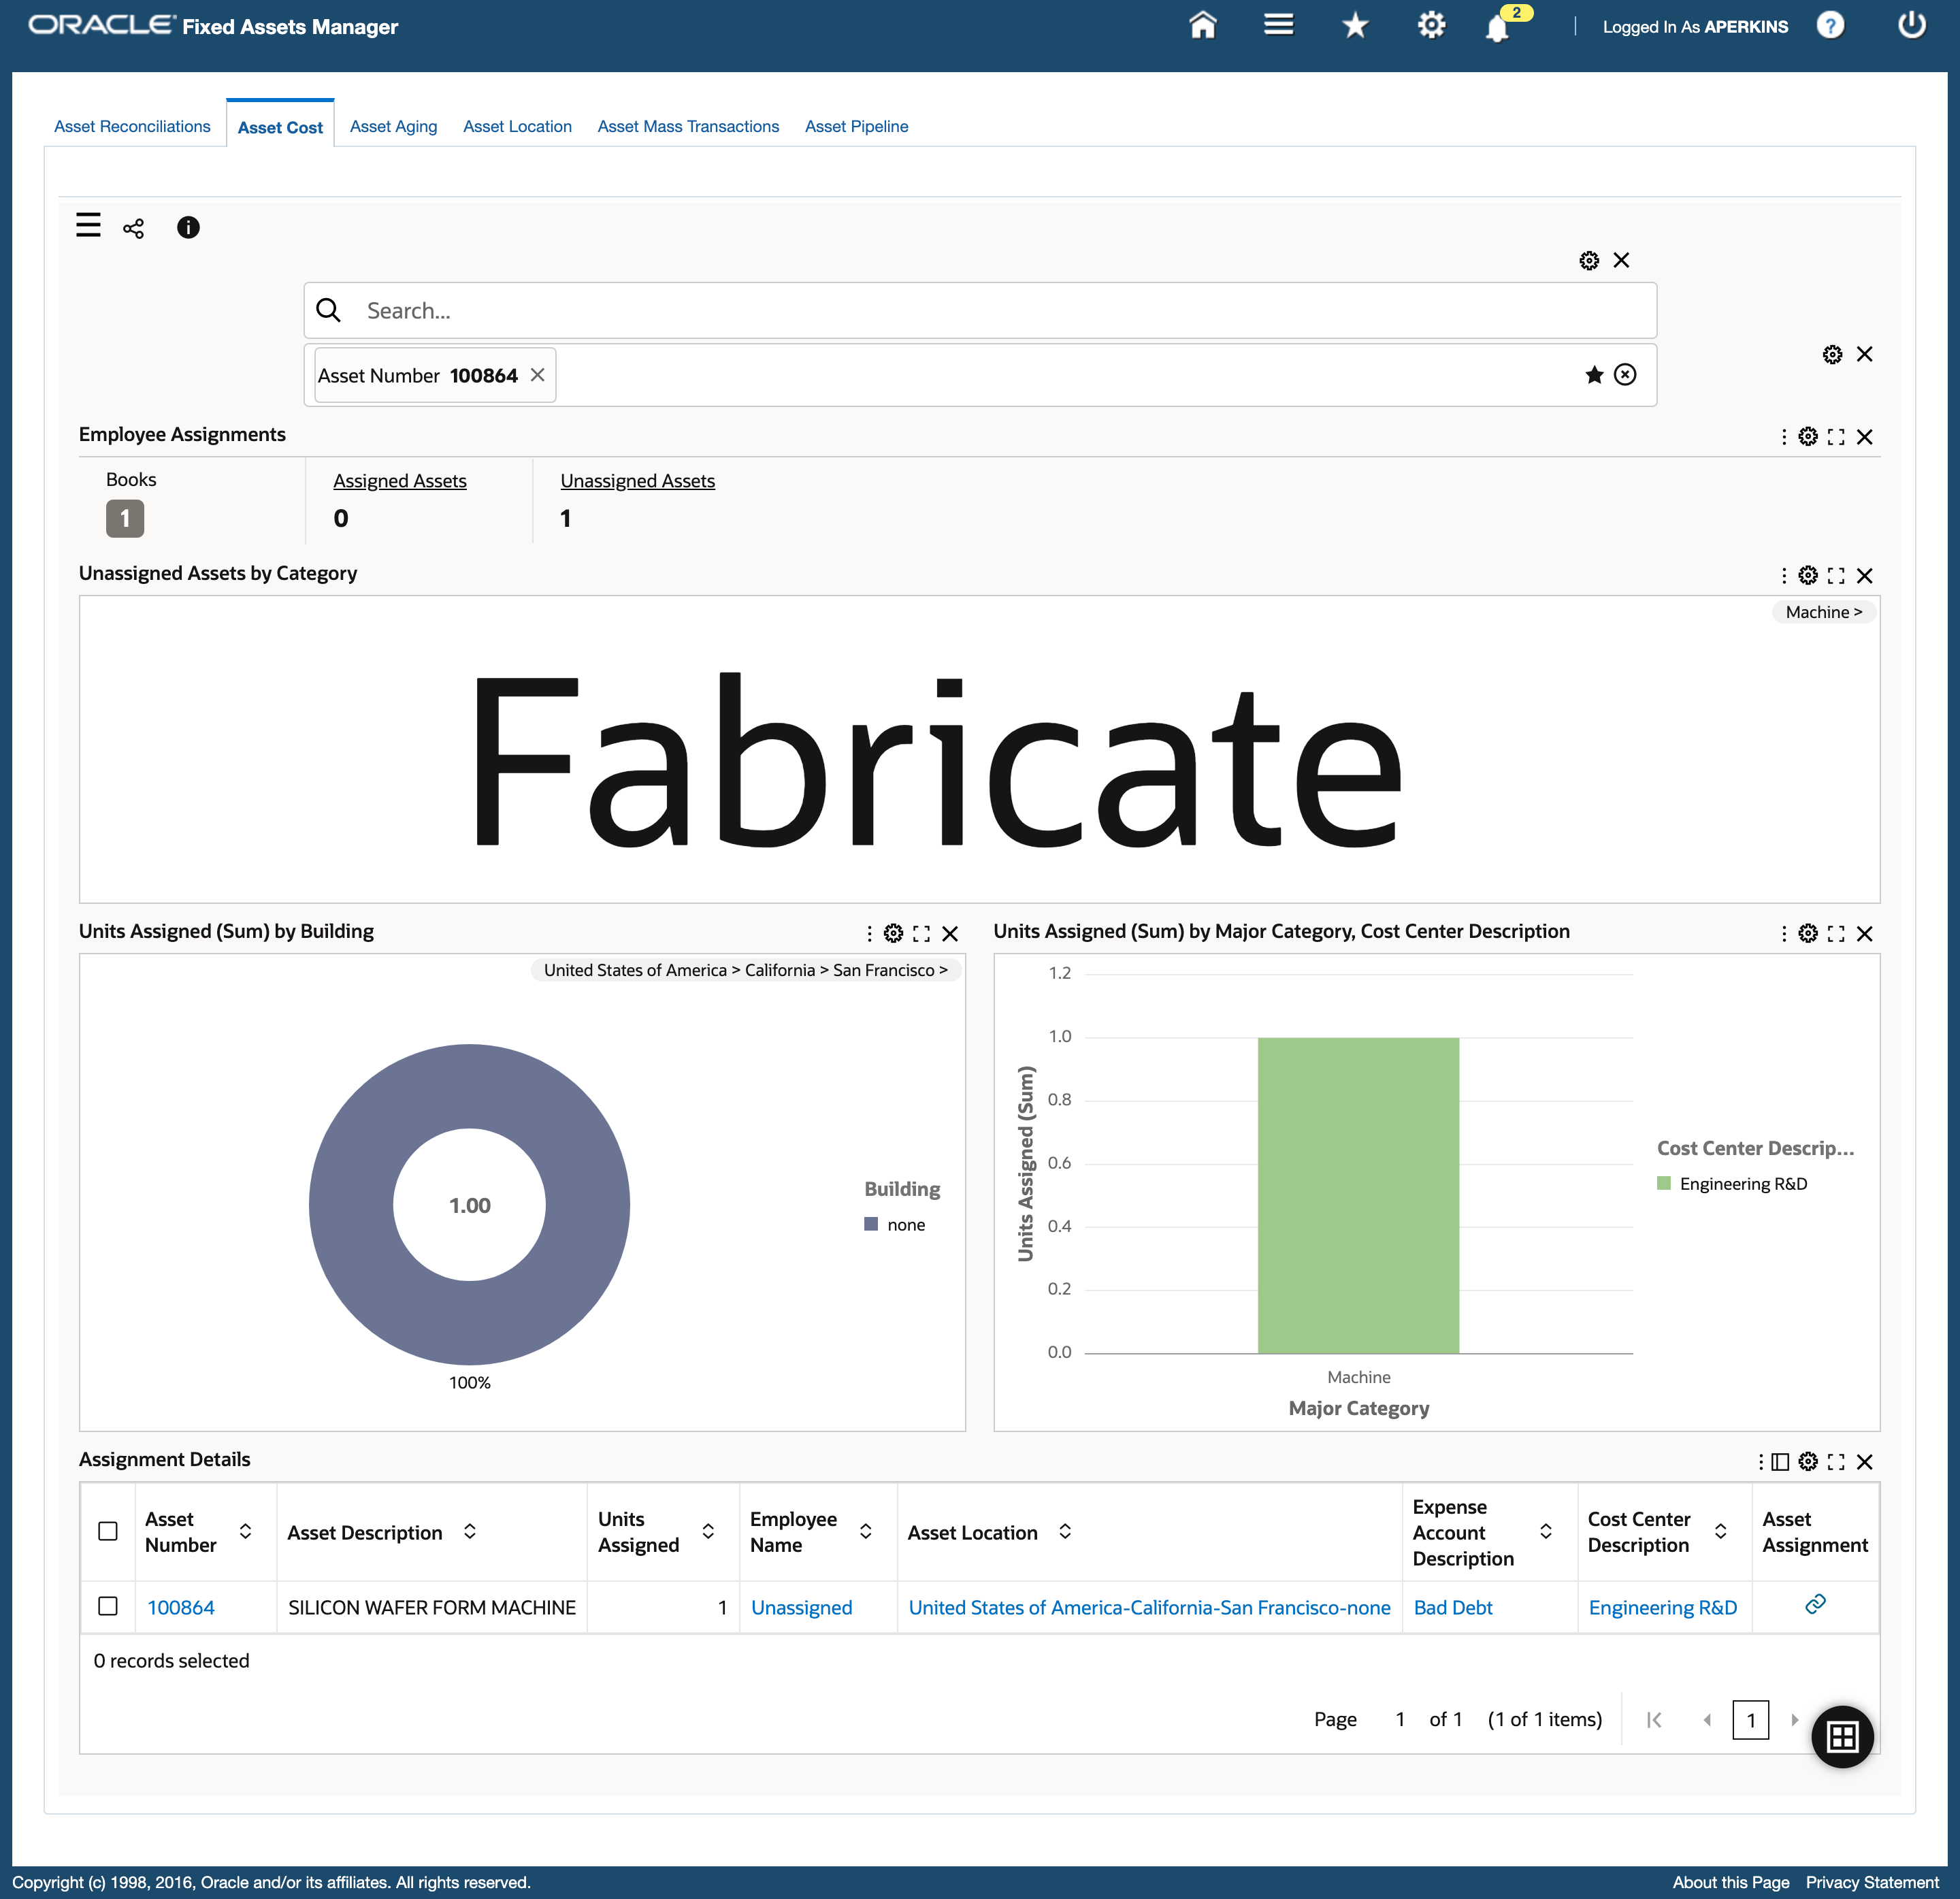 ORACLE Fixed Assets Manager
2
Logged In As APERKINS
?
Asset Reconciliations
Asset Cost
Asset Aging
Asset Location
Asset Mass Transactions
Asset Pipeline
Search...
Asset Number 100864
Employee Assignments
Books
1
Assigned Assets
0
Unassigned Assets
1
Unassigned Assets by Category
Machine >
Fabricate
Units Assigned (Sum) by Building
United States of America > California > San Francisco >
1.00
100%
Building
none
Units Assigned (Sum) by Major Category, Cost Center Description
Units Assigned (Sum)
1.2
1.0
0.8
0.6
0.4
0.2
0.0
Machine
Major Category
Cost Center Descrip...
Engineering R&D
Assignment Details
Asset Number
Asset Description
Units Assigned
Employee Name
Asset Location
Expense Account Description
Cost Center Description
Asset Assignment
100864
SILICON WAFER FORM MACHINE
1
Unassigned
United States of America-California-San Francisco-none
Bad Debt
Engineering R&D
0 records selected
Page 1 of 1 (1 of 1 items)
1
Copyright (c) 1998, 2016, Oracle and/or its affiliates. All rights reserved.
About this Page
Privacy Statement